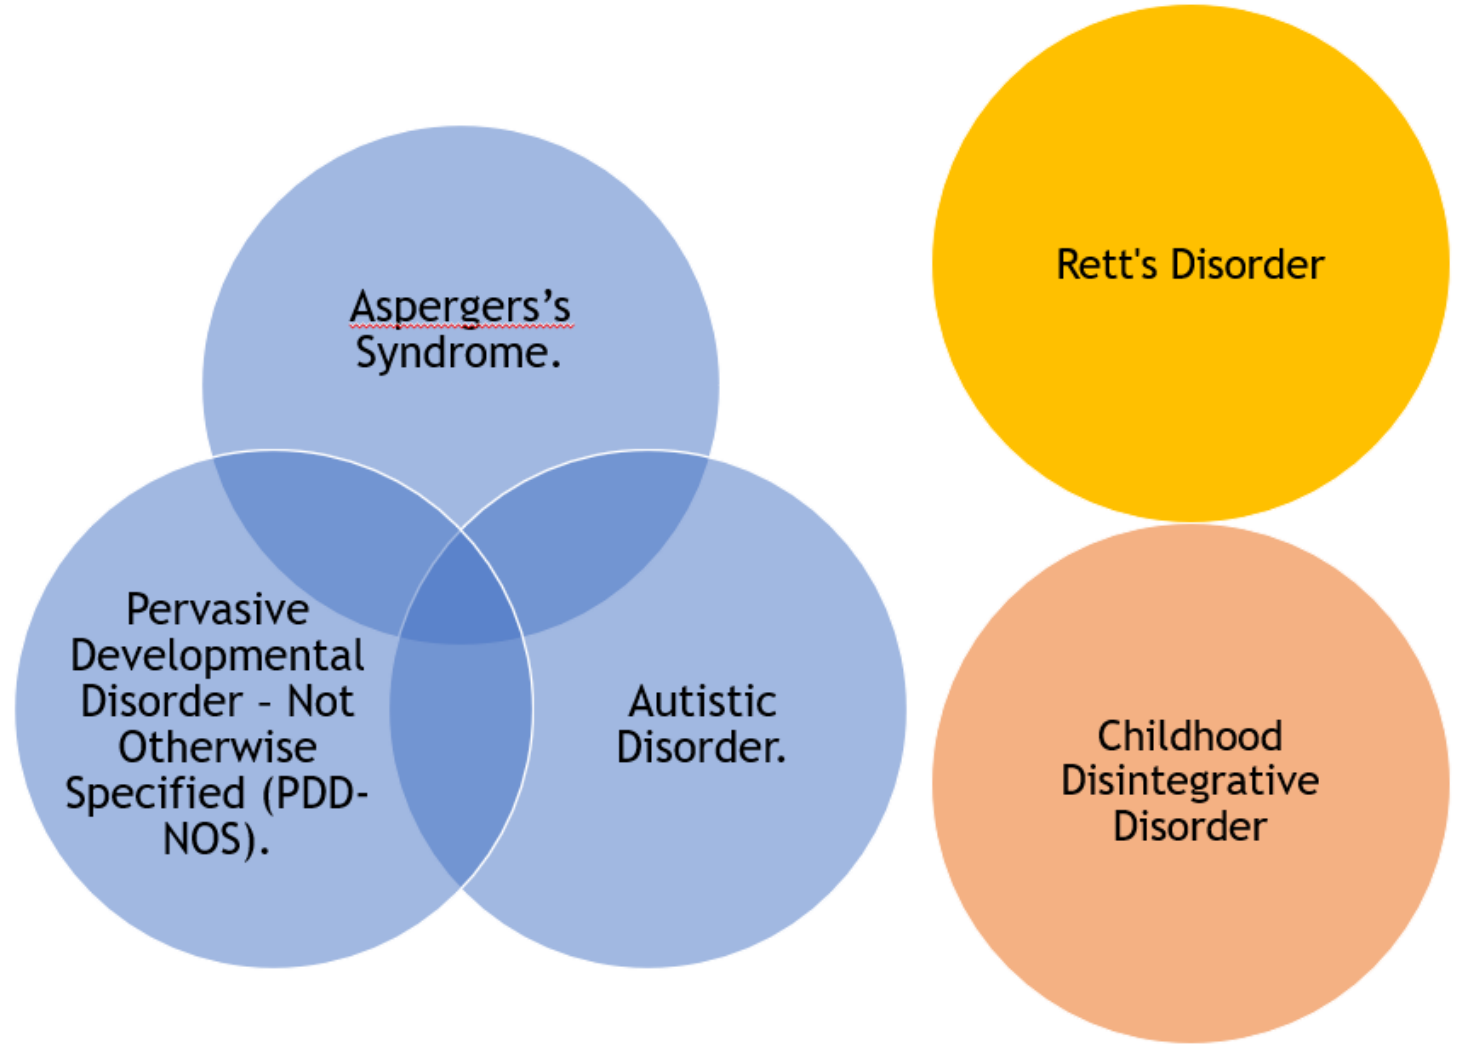 Aspergers’s
Syndrome.
Pervasive
Developmental
Disorder – Not
Otherwise
Specified (PDD-
NOS).
Autistic
Disorder.
Rett's Disorder
Childhood
Disintegrative
Disorder